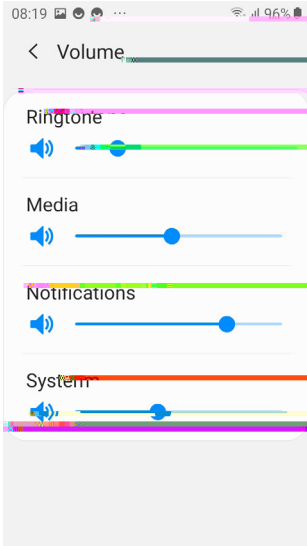 08:19 ... 96%
Volume
Ringtone
Media
Notifications
System